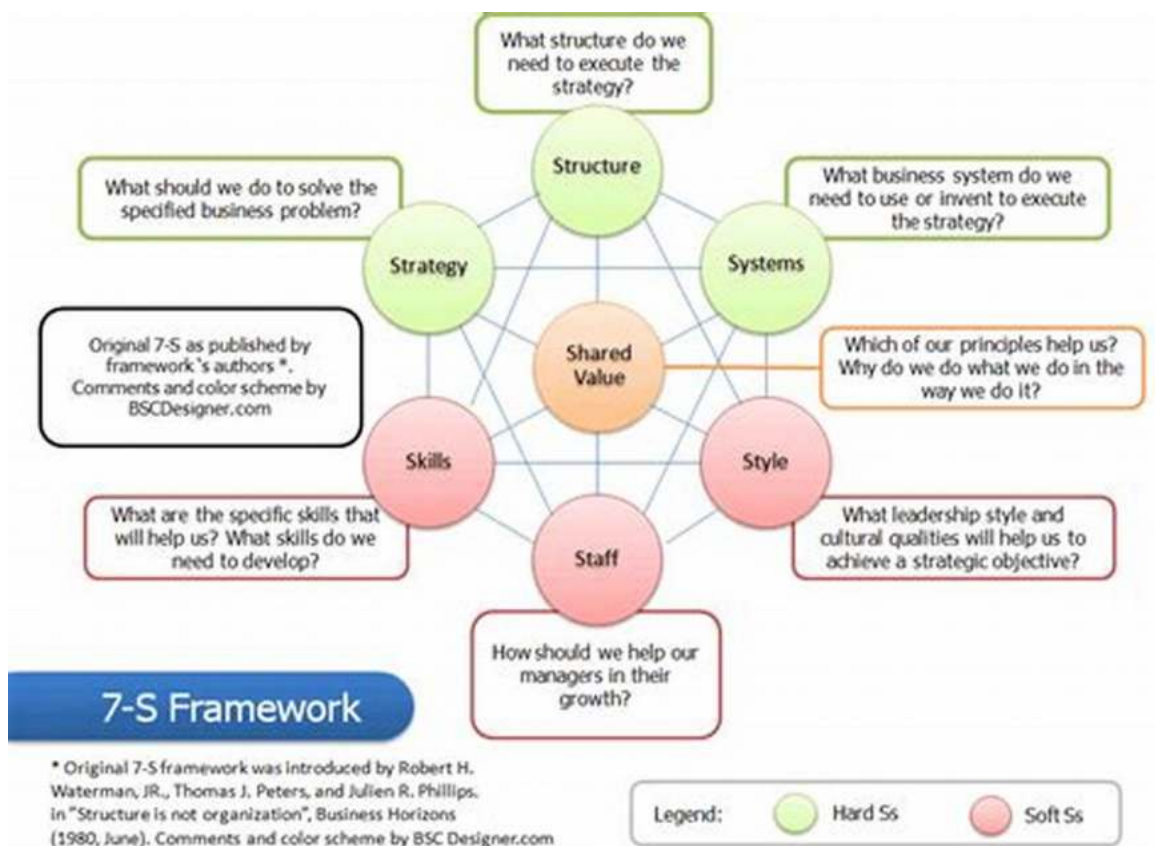 What structure do we
need to execute the
strategy?
Structure
What should we do to solve the
specified business problem?
What business system do we
need to use or invent to execute
the strategy?
Strategy
Systems
Original 7-S as published by
framework`s authors *.
Comments and color scheme by
BSCDesigner.com
Shared
Value
Which of our principles help us?
Why do we do what we do in the
way we do it?
Skills
Style
What are the specific skills that
will help us? What skills do we
need to develop?
What leadership style and
cultural qualities will help us to
achieve a strategic objective?
Staff
How should we help our
managers in their
growth?
7-S Framework
* Original 7-S framework was introduced by Robert H.
Waterman, JR., Thomas J. Peters, and Julien R. Phillips.
in "Structure is not organization", Business Horizons
(1980, June). Comments and color scheme by BSC Designer.com
Legend:
Hard Ss
Soft Ss